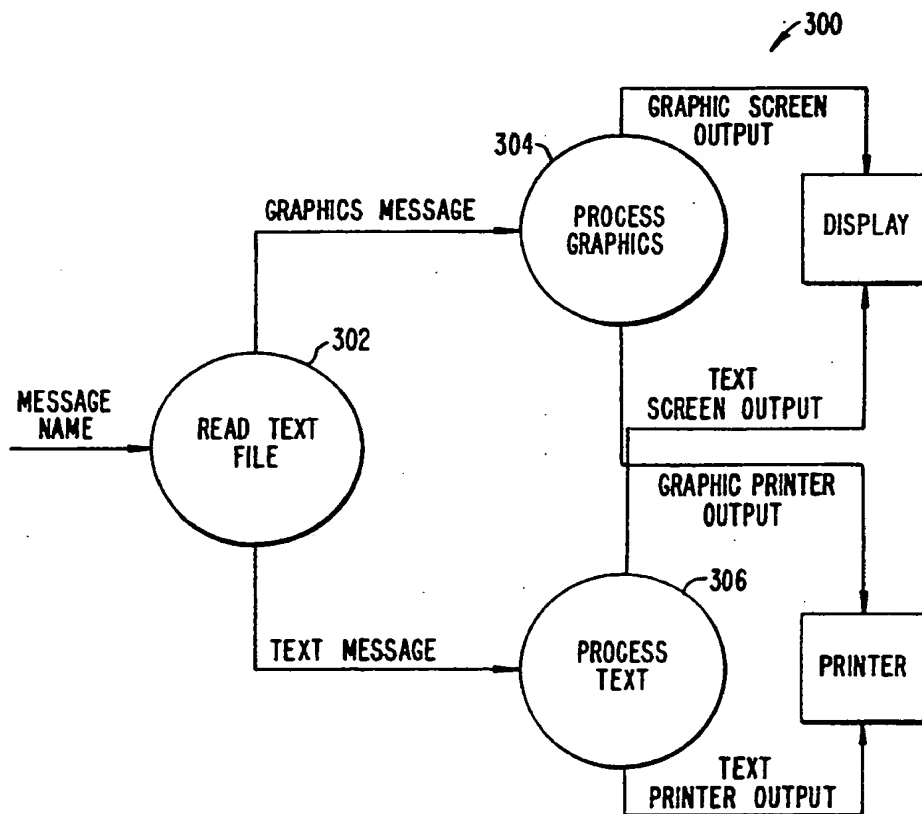 300
GRAPHIC SCREEN
OUTPUT
304
GRAPHICS MESSAGE
PROCESS
GRAPHICS
DISPLAY
302
MESSAGE
NAME
READ TEXT
FILE
TEXT
SCREEN OUTPUT
GRAPHIC PRINTER
OUTPUT
306
TEXT MESSAGE
PROCESS
TEXT
PRINTER
TEXT
PRINTER OUTPUT